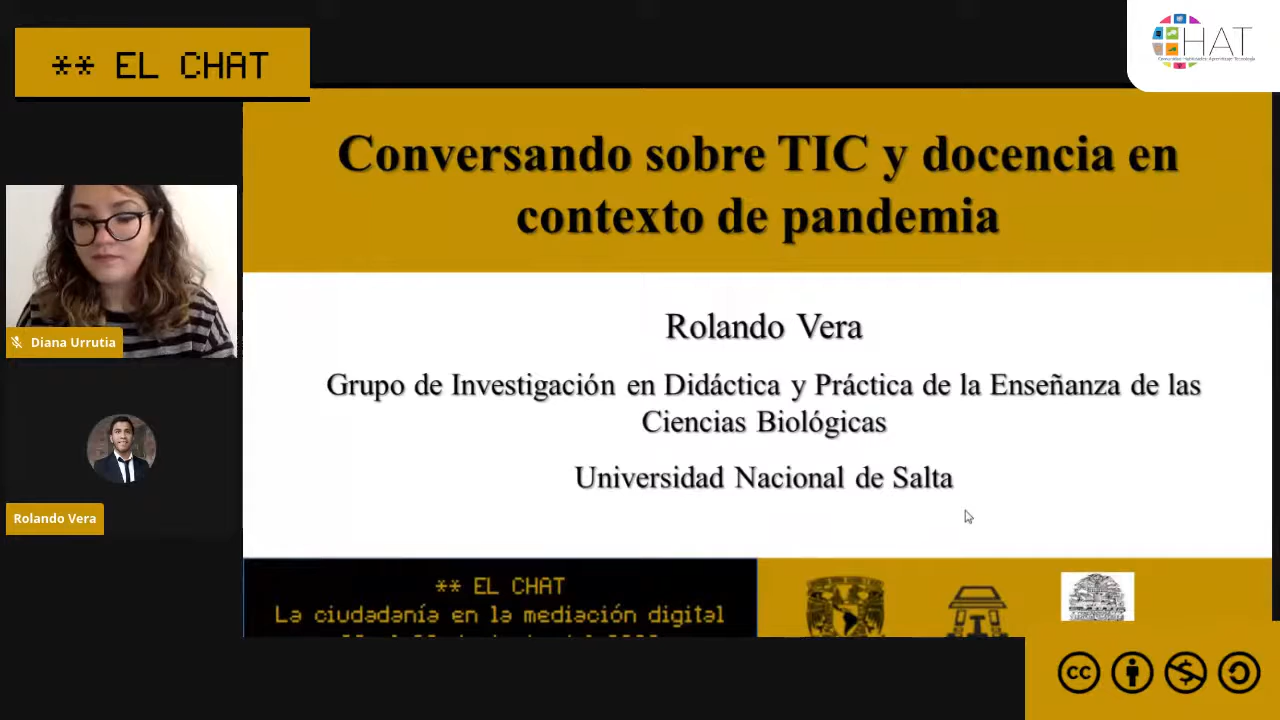 ** EL CHAT
HAT
Conversando sobre TIC y docencia en
contexto de pandemia
Rolando Vera
Grupo de Investigación en Didáctica y Práctica de la Enseñanza de las
Ciencias Biológicas
Universidad Nacional de Salta
Diana Urrutia
Rolando Vera
** EL CHAT
La ciudadanía en la mediación digital
cc